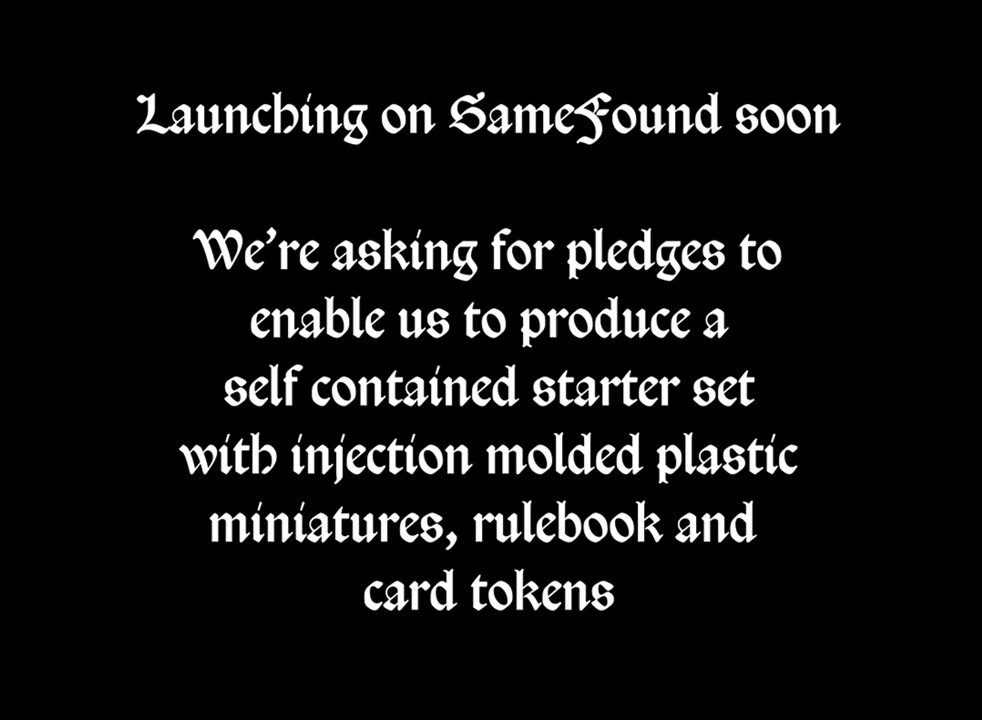 Launching on GameFound soon
We're asking for pledges to
enable us to produce a
self contained starter set
with injection molded plastic
miniatures, rulebook and
card tokens